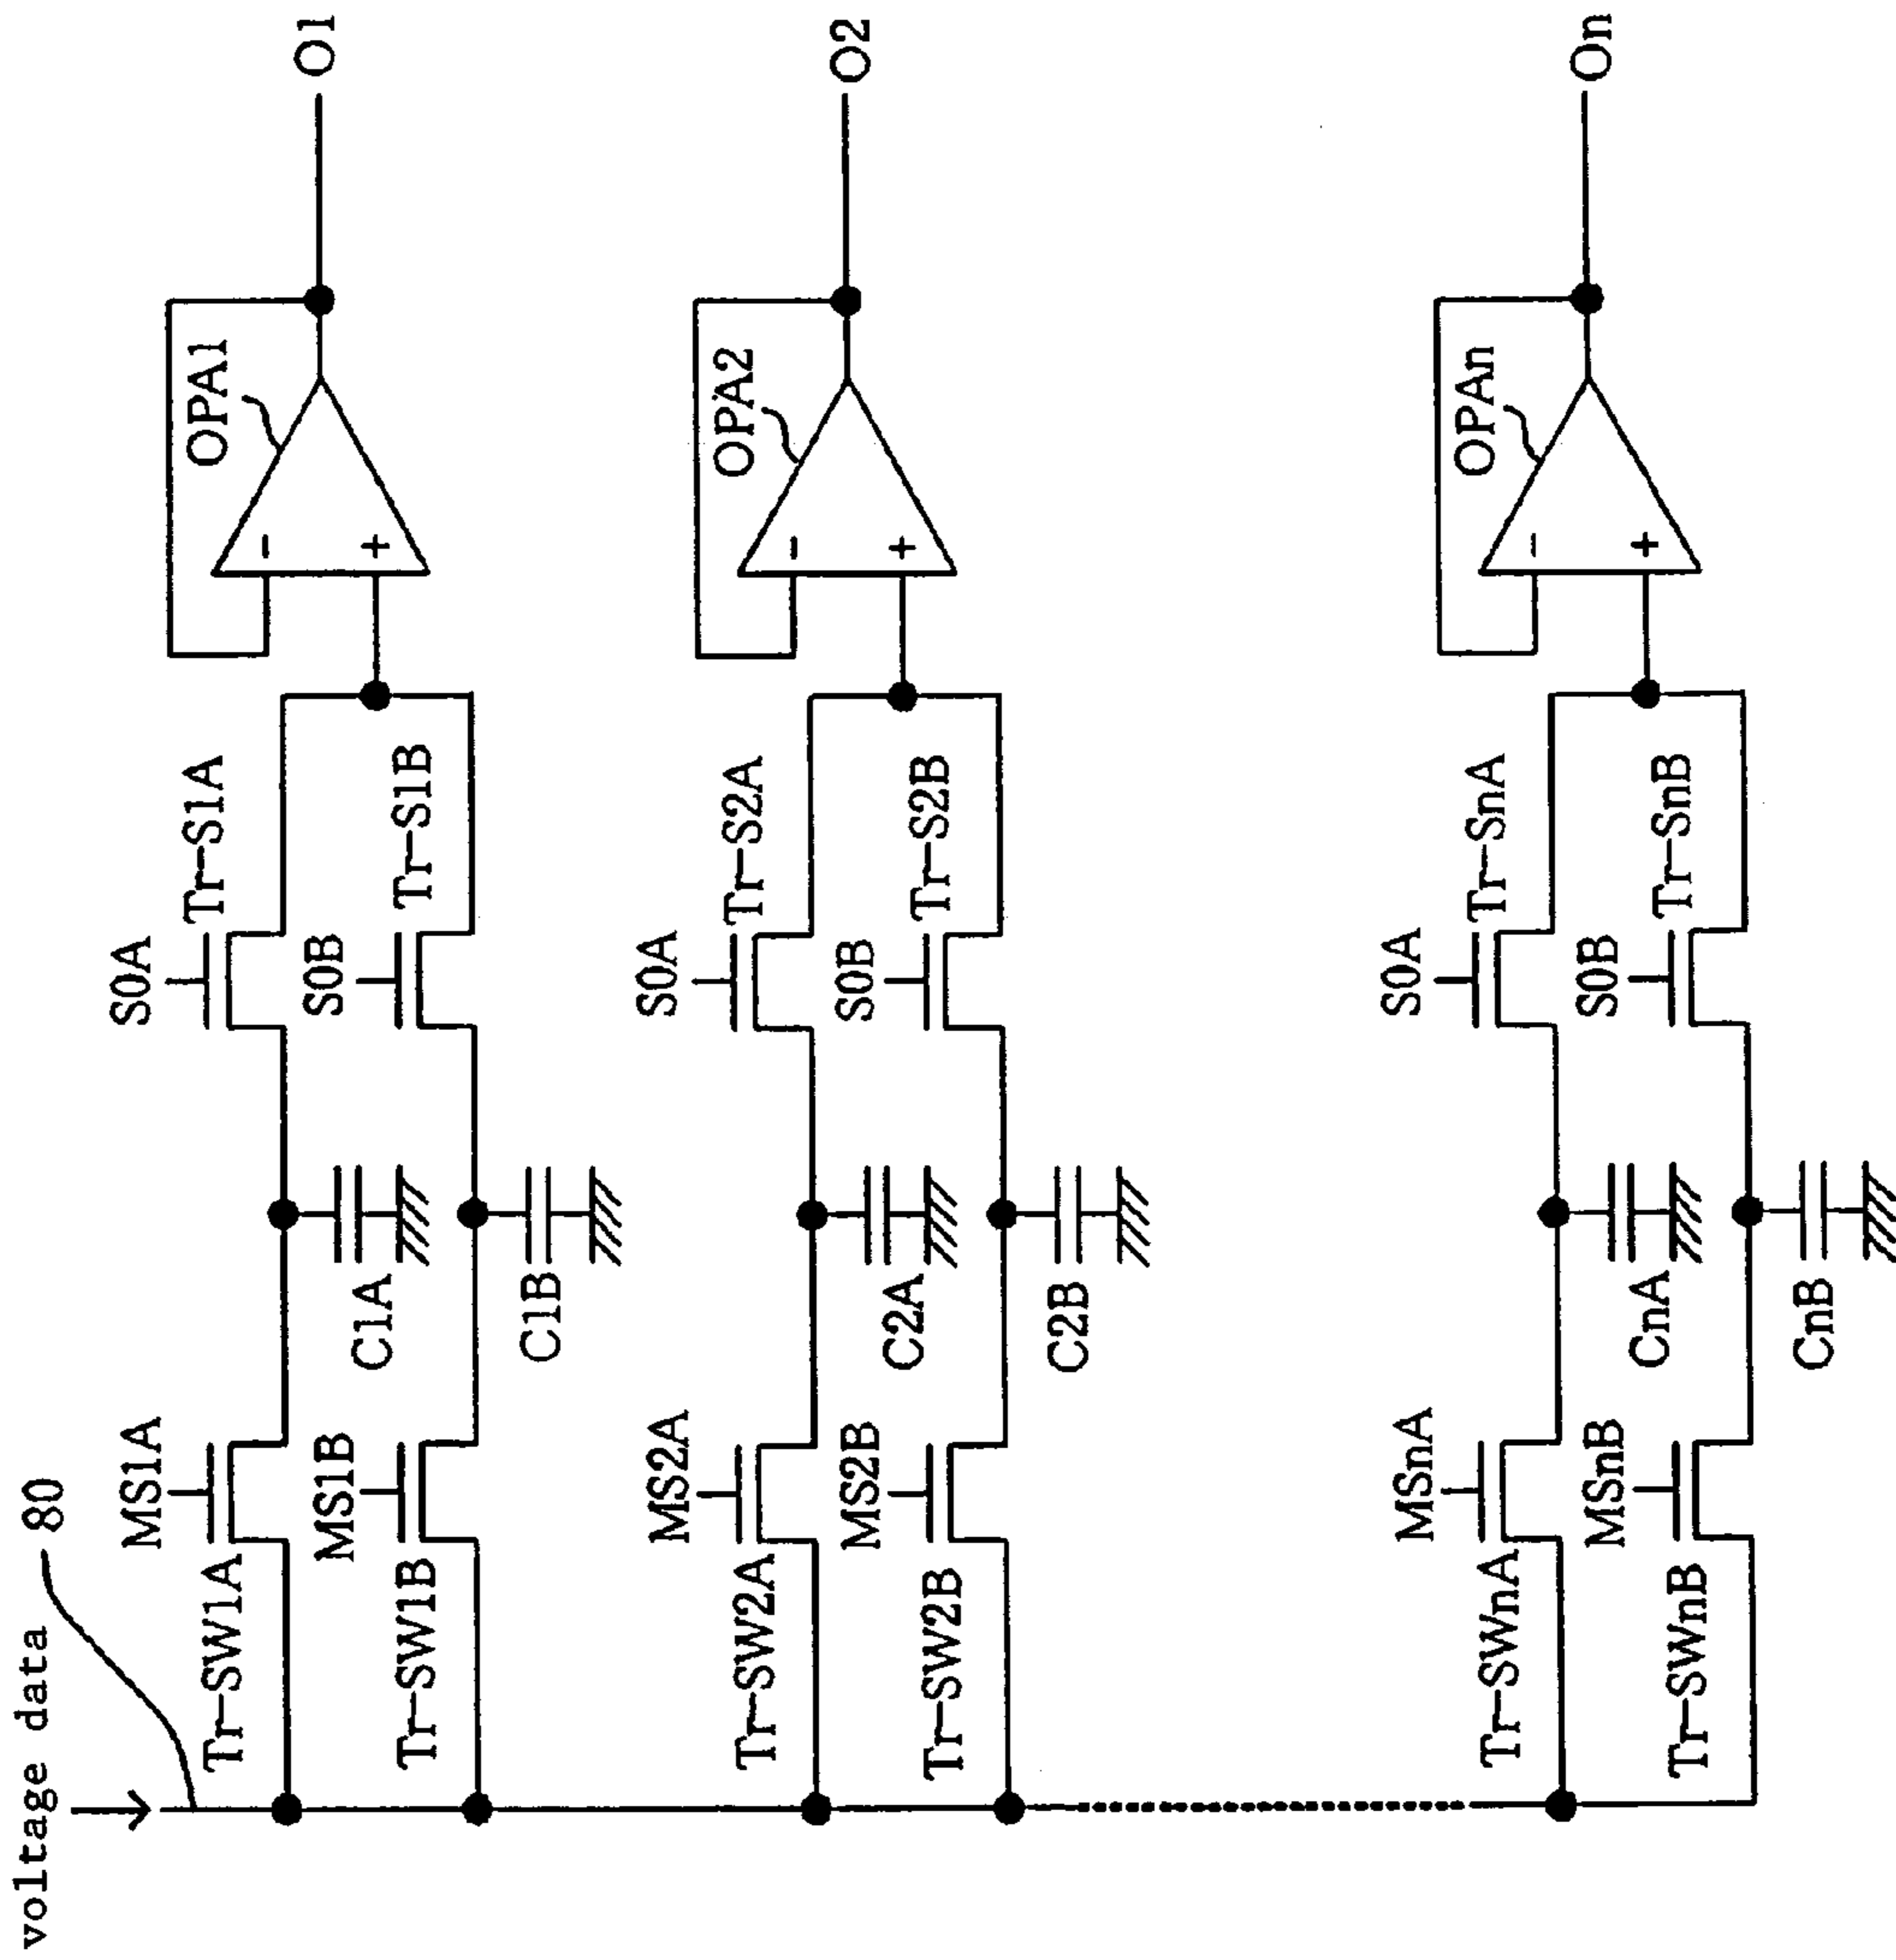 voltage data
80
MS1A
Tr-SW1A
C1A
S0A
Tr-S1A
MS1B
Tr-SW1B
C1B
S0B
Tr-S1B
OPA1
-
+
O1
MS2A
Tr-SW2A
C2A
S0A
Tr-S2A
MS2B
Tr-SW2B
C2B
S0B
Tr-S2B
OPA2
-
+
O2
MSnA
Tr-SWnA
CnA
S0A
Tr-SnA
MSnB
Tr-SWnB
CnB
S0B
Tr-SnB
OPAn
-
+
On